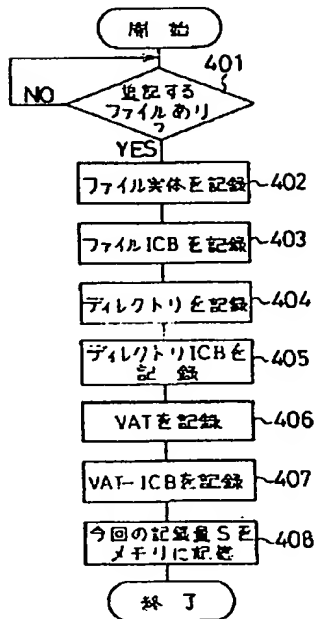 開始
401
追記する
ファイルあり
?
NO
YES
ファイル実体を記録
402
ファイルICBを記録
403
ディレクトリを記録
404
ディレクトリICBを
記録
405
VATを記録
406
VAT-ICBを記録
407
今回の記録量Sを
メモリに記憶
408
終了